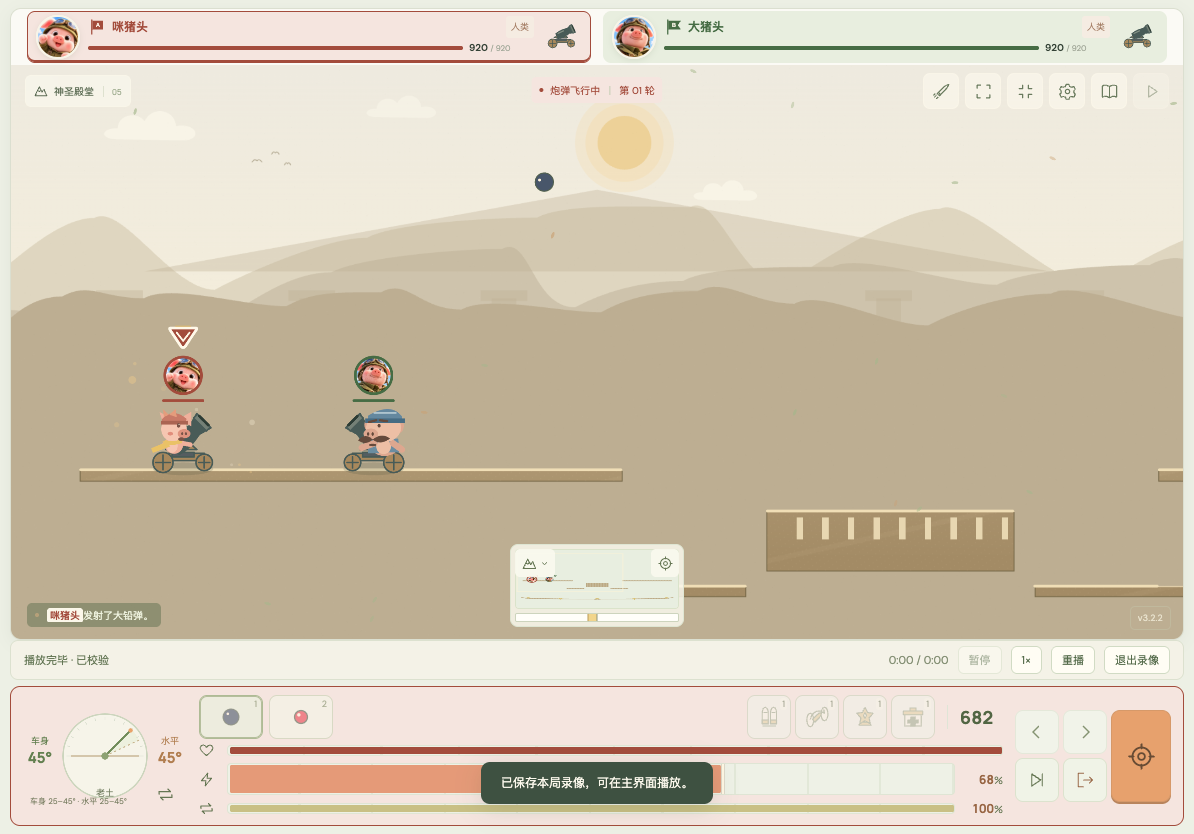 咪猪头
人类
920 / 920
大猪头
人类
920 / 920
神圣殿堂 05
炮弹飞行中 第 01 轮
咪猪头发射了大铅弹。
v3.2.2
播放完毕 · 已校验
0:00 / 0:00
暂停
1×
重播
退出录像
车身
45°
水平
45°
老土
车身 25–45° · 水平 25–45°
1
2
1
1
1
1
682
68%
已保存本局录像，可在主界面播放。
100%